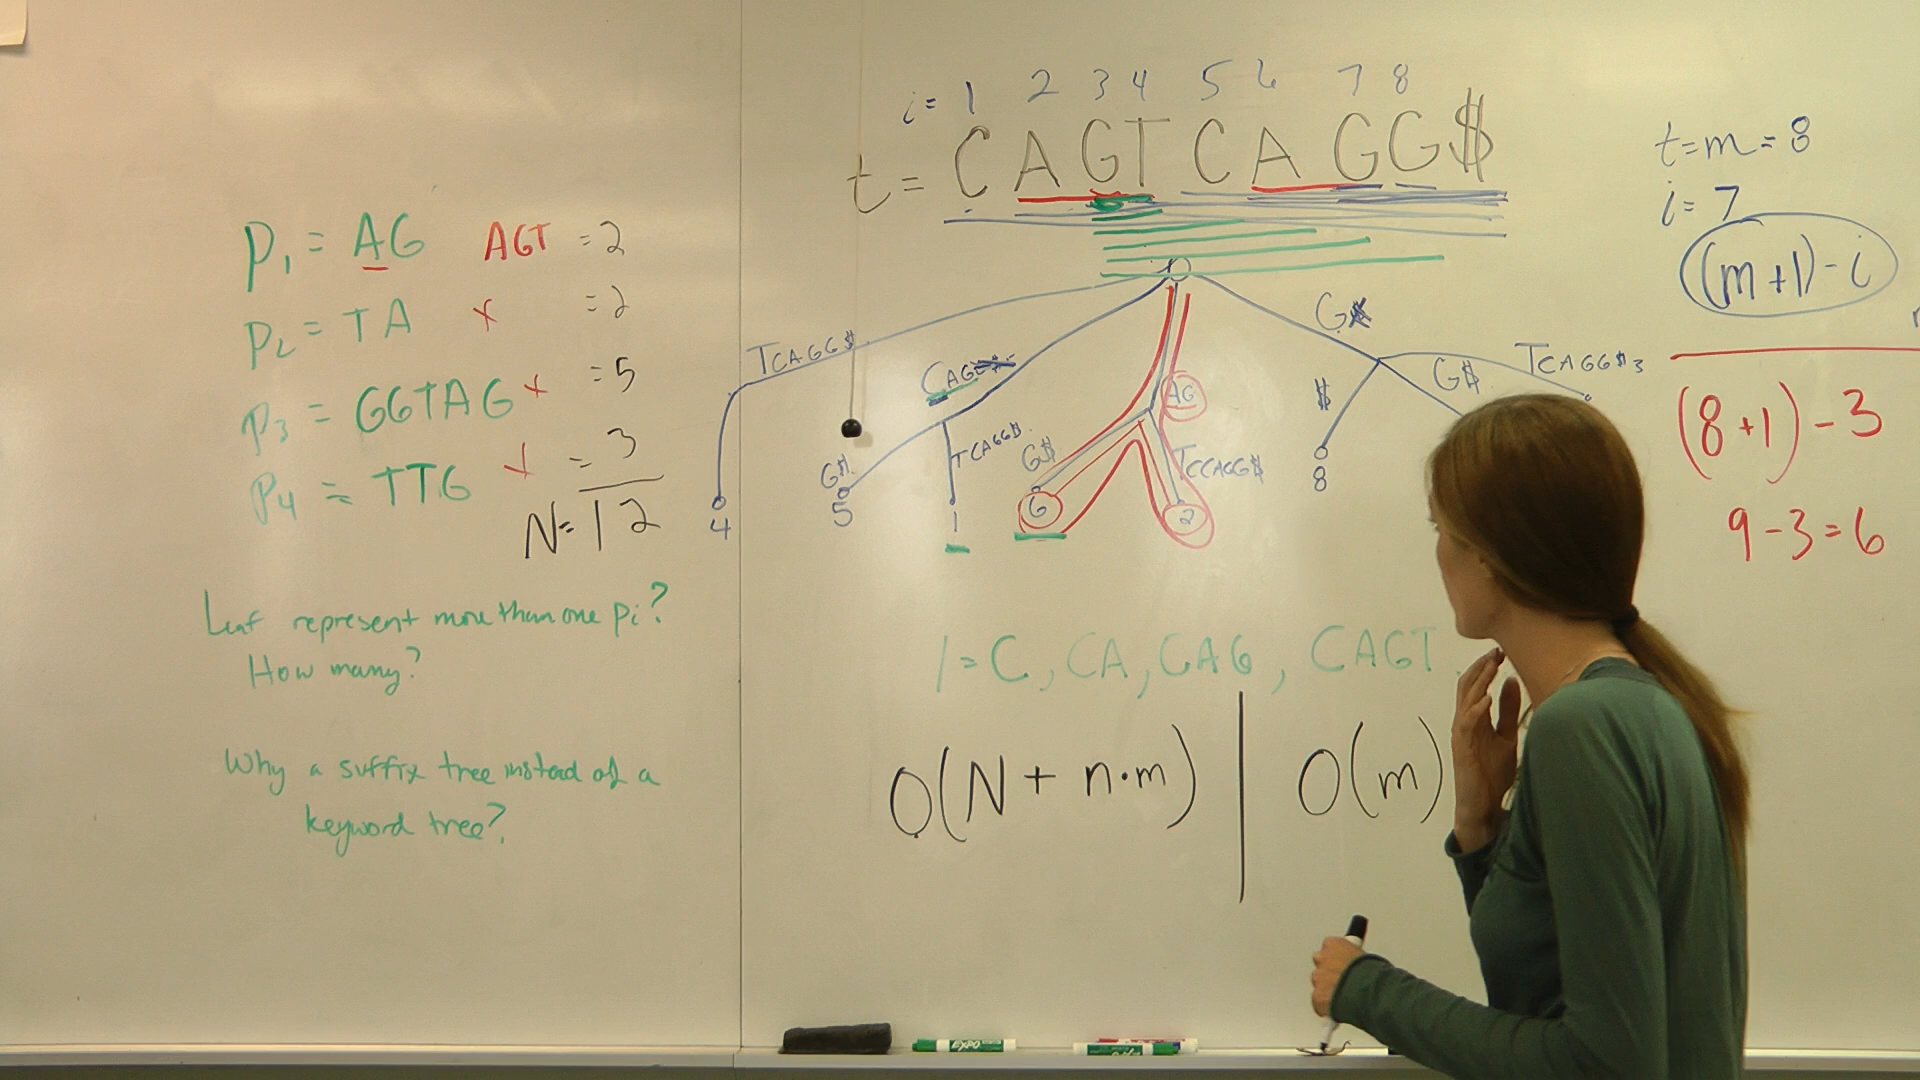 p1 = AG AGT = 2
p2 = TA x = 2
p3 = GGTAG x = 5
p4 = TTG x = 3
N = 12
Leaf represent more than one pi?
How many?
Why a suffix tree instead of a
keyword tree?
i = 1 2 3 4 5 6 7 8
t = CAGTCAGG$
TCAGG$
CAG
AG
G
G$
TCAGG$
G$
TCAGG$
TCCAGG$
$
G$
TCAGG$ 3
4
5
1
6
2
8
1 = C, CA, CAG, CAGT
O(N + n·m)
O(m)
t = m = 8
i = 7
(m+1) - i
(8+1) - 3
9 - 3 = 6
EXPO